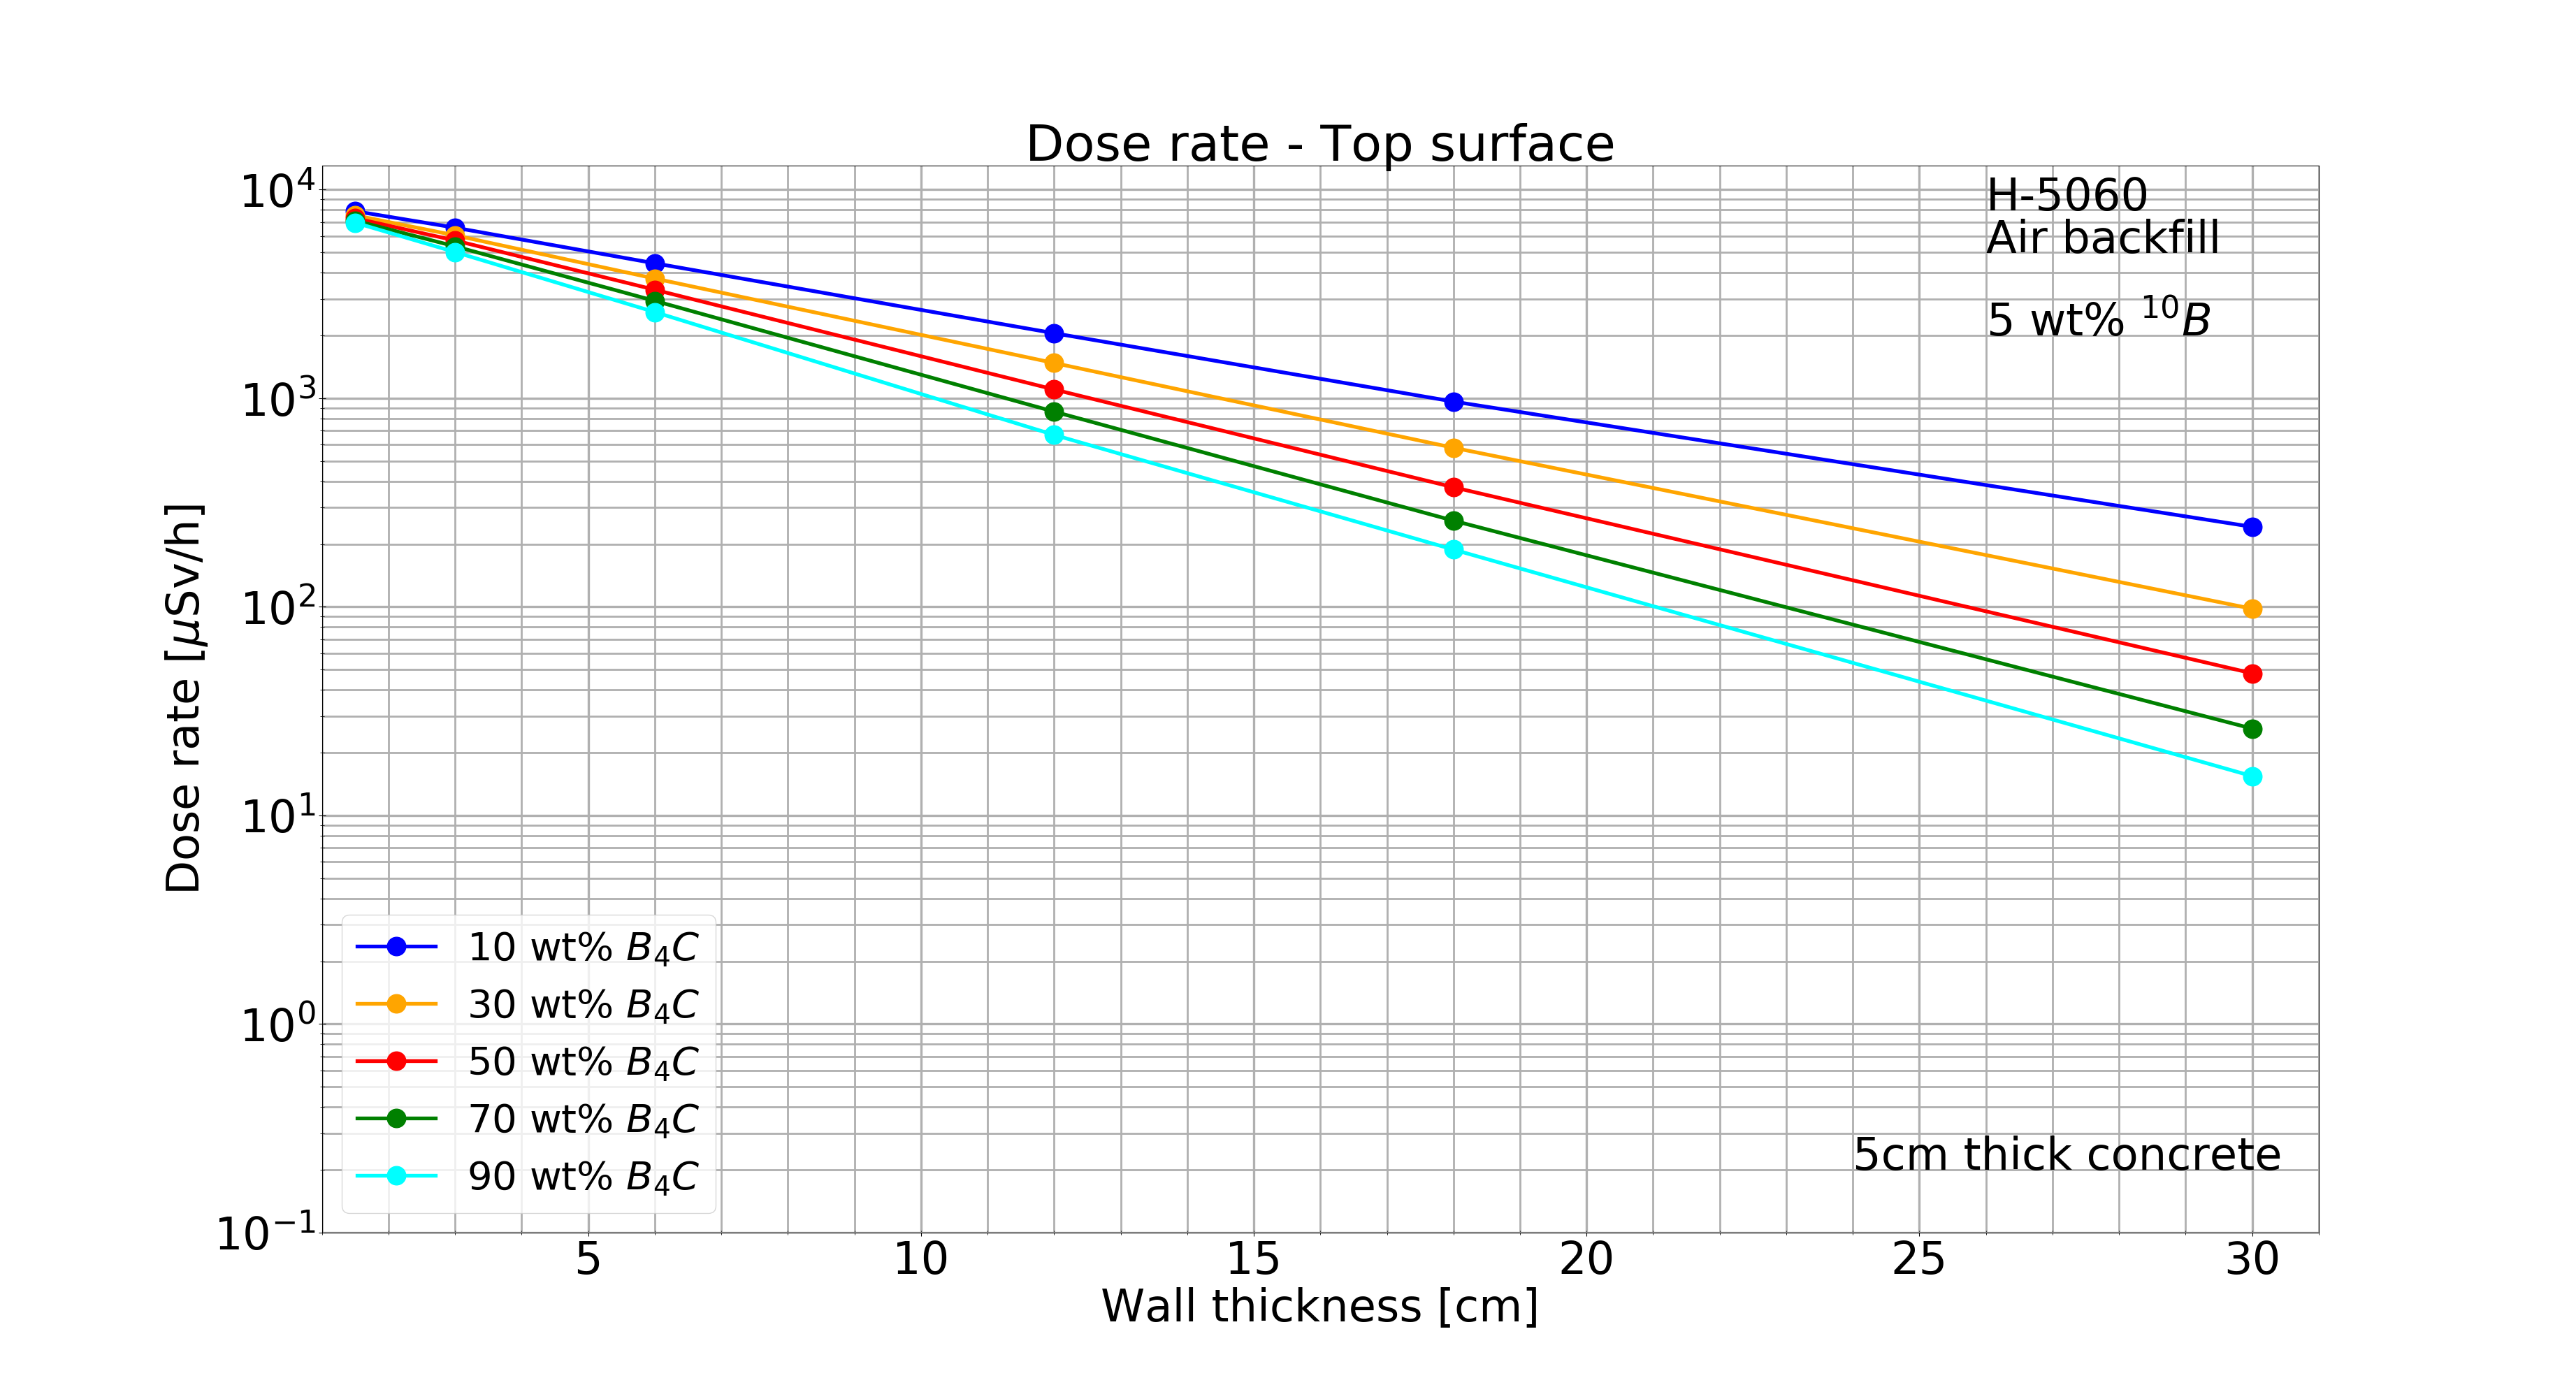 Dose rate - Top surface
H-5060
Air backfill
5 wt% ¹⁰B
Dose rate [μSv/h]
10⁴
10³
10²
10¹
10⁰
10⁻¹
10 wt% B₄C
30 wt% B₄C
50 wt% B₄C
70 wt% B₄C
90 wt% B₄C
5cm thick concrete
5 10 15 20 25 30
Wall thickness [cm]